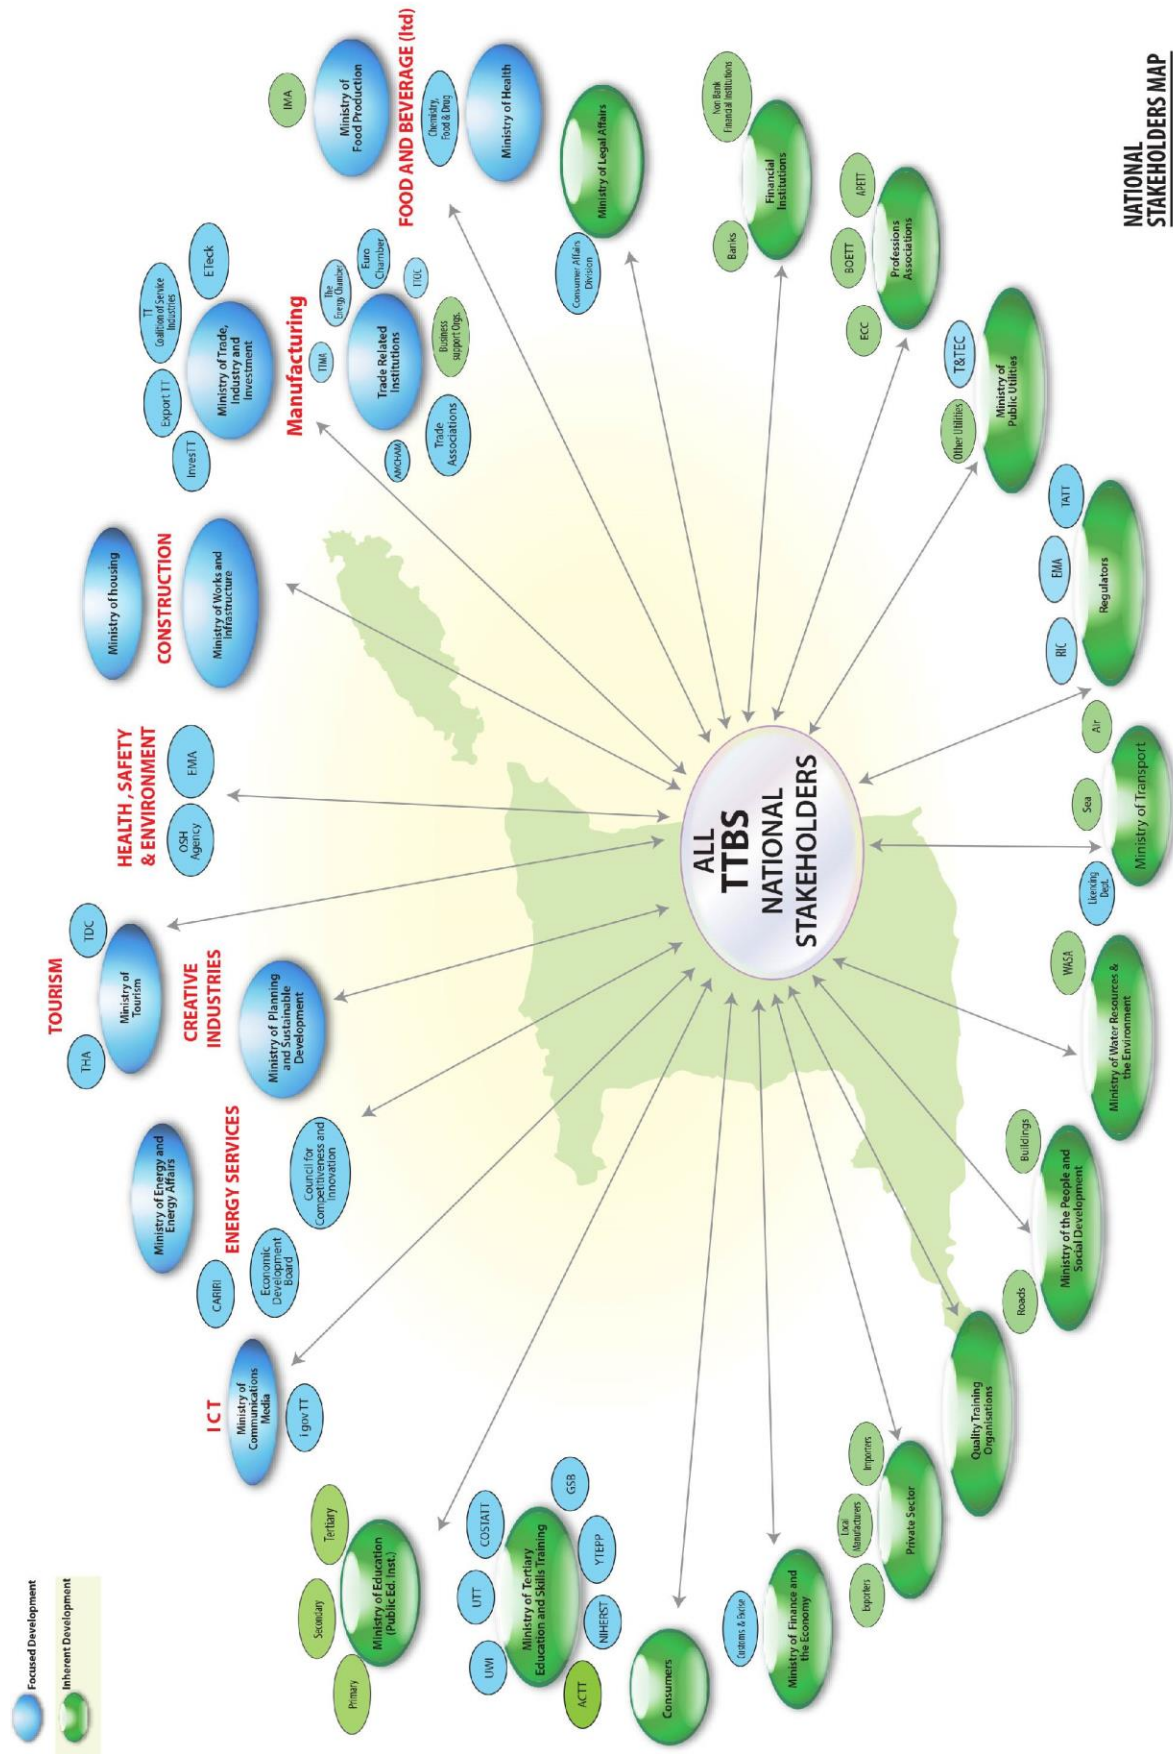 Focused Development
Inherent Development
TOURISM
THA
TDC
Ministry of
Tourism
CREATIVE
INDUSTRIES
Ministry of Planning
and Sustainable
Development
Ministry of Energy and
Energy Affairs
ENERGY SERVICES
CARIRI
Economic
Development
Board
Council for
Competitiveness and
Innovation
ICT
Ministry of
Communications
Media
i gov TT
HEALTH , SAFETY
& ENVIRONMENT
OSH
Agency
EMA
Ministry of housing
CONSTRUCTION
Ministry of Works and
Infrastructure
InvesTT
Export TT
TT
Coalition of Service
Industries
ETeck
Ministry of Trade,
Industry and
Investment
Manufacturing
TTMA
The
Energy Chamber
Euro
Chamber
TTGC
AMCHAM
Trade Related
Institutions
Trade
Associations
Business
support Orgs.
IMA
Ministry of
Food Production
FOOD AND BEVERAGE (ltd)
Chemistry,
Food & Drug
Ministry of Health
Consumer Affairs
Division
Ministry of Legal Affairs
Banks
Non Bank
Financial Institutions
Financial
Institutions
ECC
BOETT
APETT
Professions
Associations
Other Utilities
T&TEC
Ministry of
Public Utilities
RIC
EMA
TATT
Regulators
Licencing
Dept.
Sea
Air
Ministry of Transport
WASA
Ministry of Water Resources &
the Environment
Roads
Buildings
Ministry of the People and
Social Development
Quality Training
Organisations
Exporters
Local
Manufacturers
Importers
Private Sector
Customs & Excise
Ministry of Finance and
the Economy
Consumers
Primary
Secondary
Tertiary
Ministry of Education
(Public Ed. Inst.)
UWI
UTT
COSTATT
Ministry of Tertiary
Education and Skills Training
GSB
ACTT
NIHERST
YTEPP
ALL
TTBS
NATIONAL
STAKEHOLDERS
NATIONAL
STAKEHOLDERS MAP